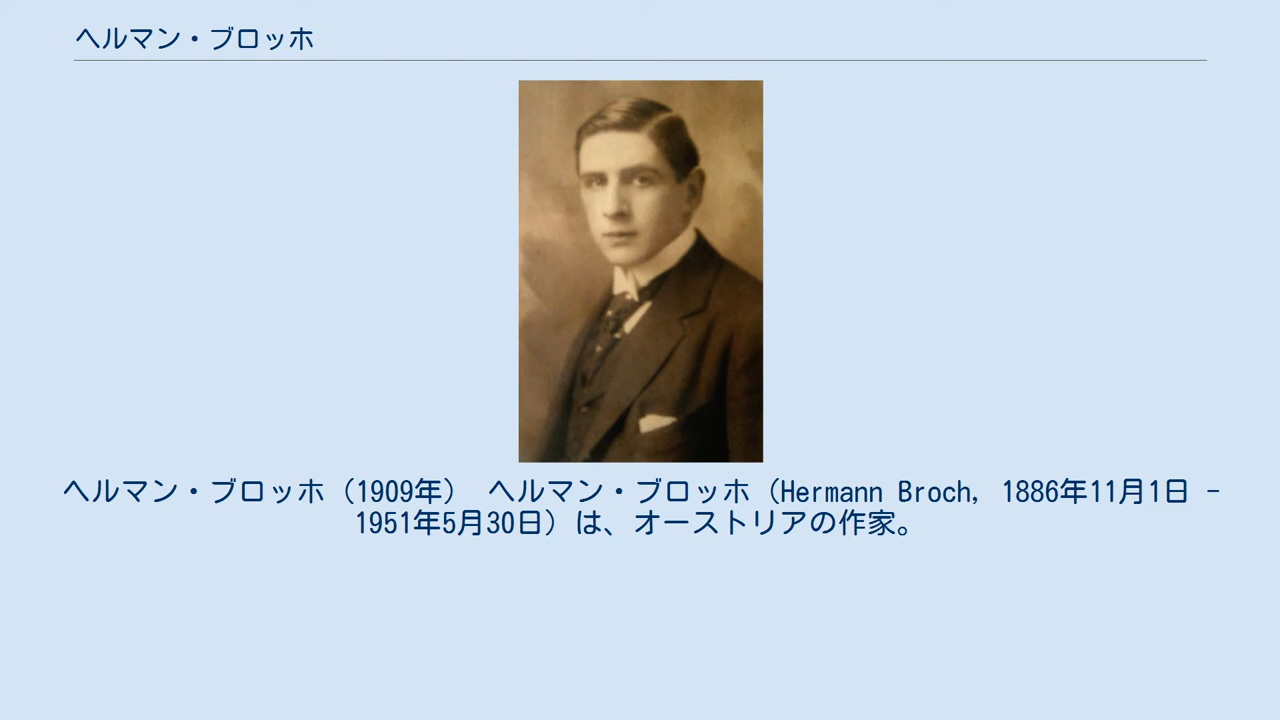 ヘルマン・ブロッホ
ヘルマン・ブロッホ（1909年） ヘルマン・ブロッホ（Hermann Broch, 1886年11月1日 -
1951年5月30日）は、オーストリアの作家。